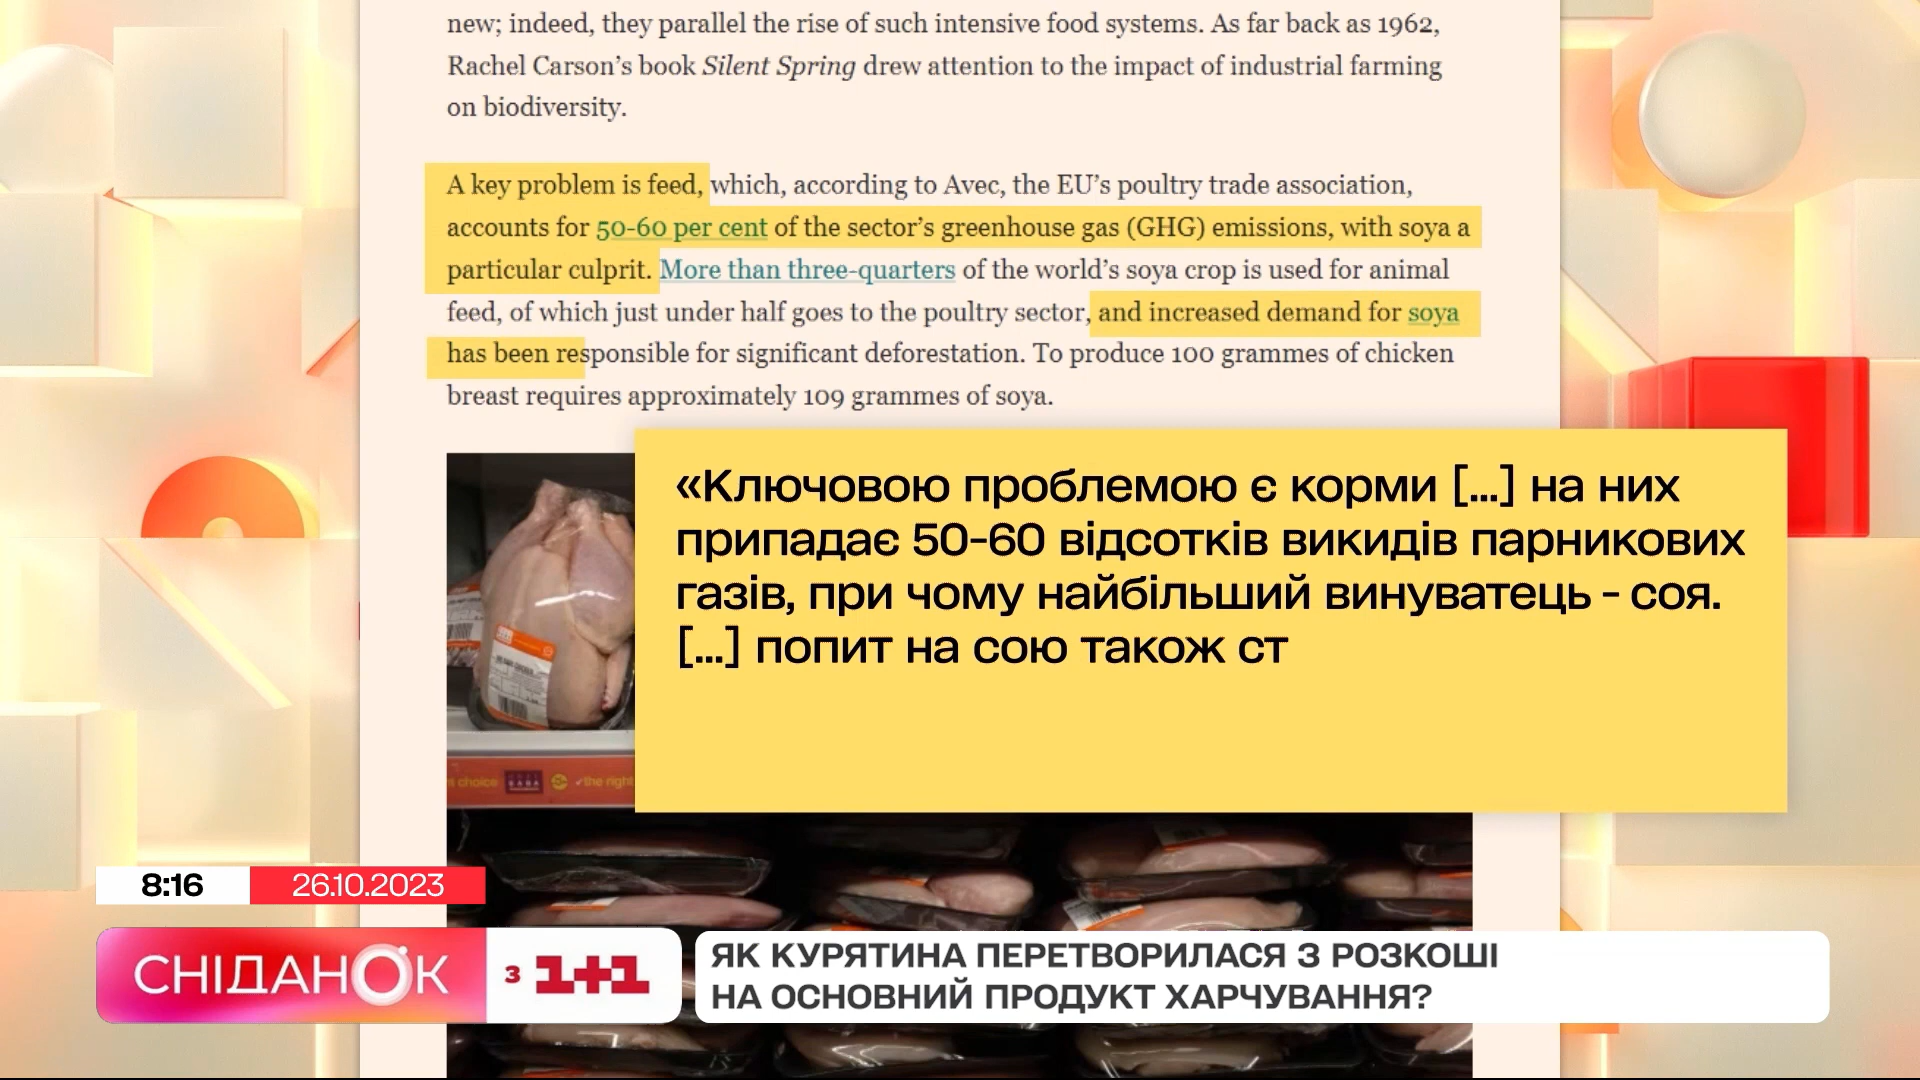 new; indeed, they parallel the rise of such intensive food systems. As far back as 1962,
Rachel Carson’s book Silent Spring drew attention to the impact of industrial farming
on biodiversity.
A key problem is feed, which, according to Avec, the EU’s poultry trade association,
accounts for 50-60 per cent of the sector’s greenhouse gas (GHG) emissions, with soya a
particular culprit. More than three-quarters of the world’s soya crop is used for animal
feed, of which just under half goes to the poultry sector, and increased demand for soya
has been responsible for significant deforestation. To produce 100 grammes of chicken
breast requires approximately 109 grammes of soya.
«Ключовою проблемою є корми [...] на них
припадає 50-60 відсотків викидів парникових
газів, при чому найбільший винуватець - соя.
[...] попит на сою також ст
choice
the right
8:16 26.10.2023
СНІДАНОК З 1+1
ЯК КУРЯТИНА ПЕРЕТВОРИЛАСЯ З РОЗКОШІ
НА ОСНОВНИЙ ПРОДУКТ ХАРЧУВАННЯ?